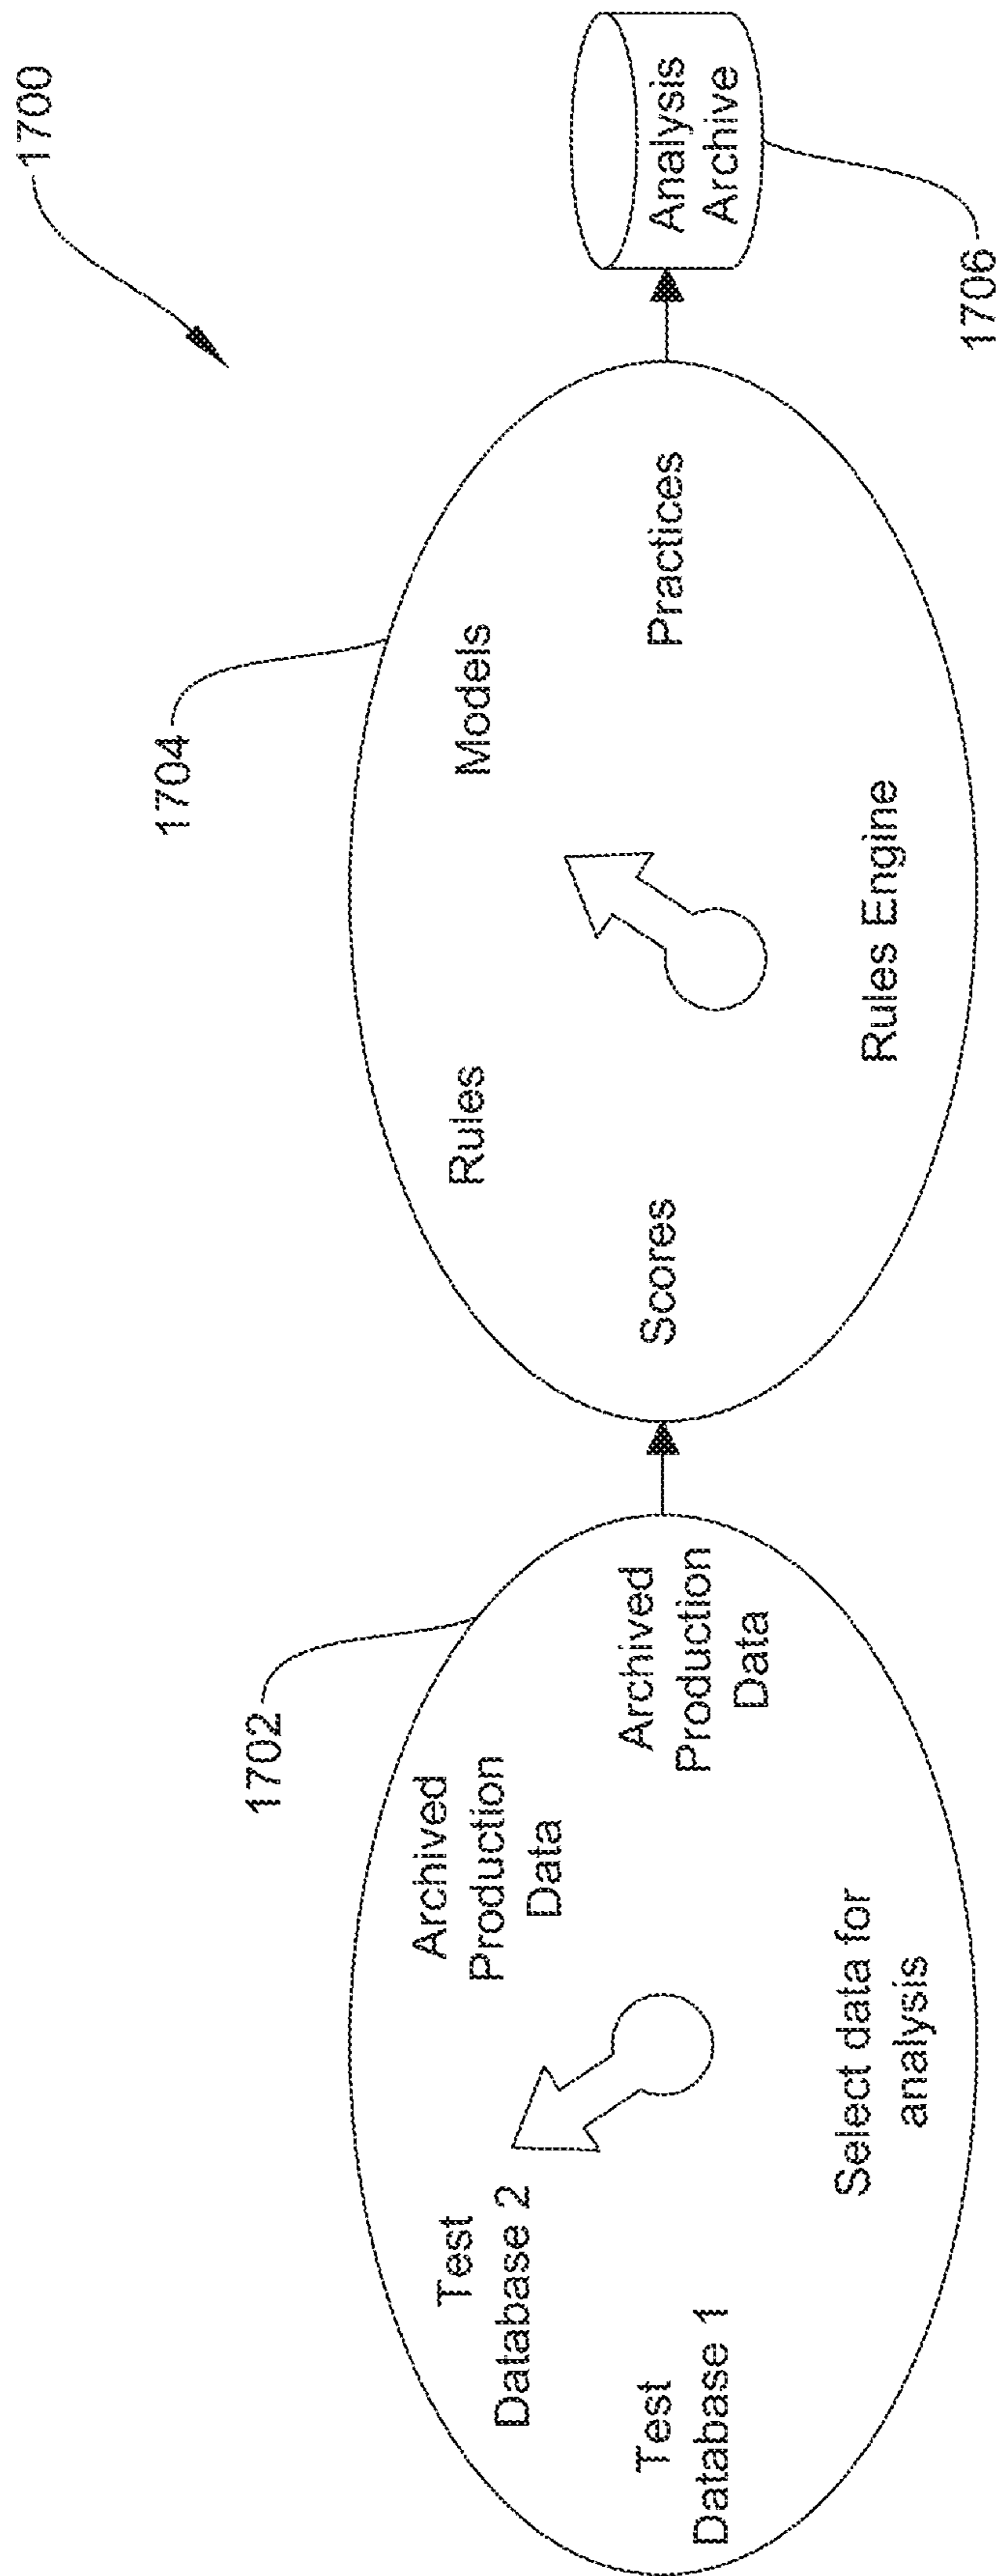 1700
1704
1702
Test
Database 1
Test
Database 2
Archived
Production
Data
Archived
Production
Data
Select data for
analysis
Scores
Rules
Models
Practices
Rules Engine
Analysis
Archive
1706